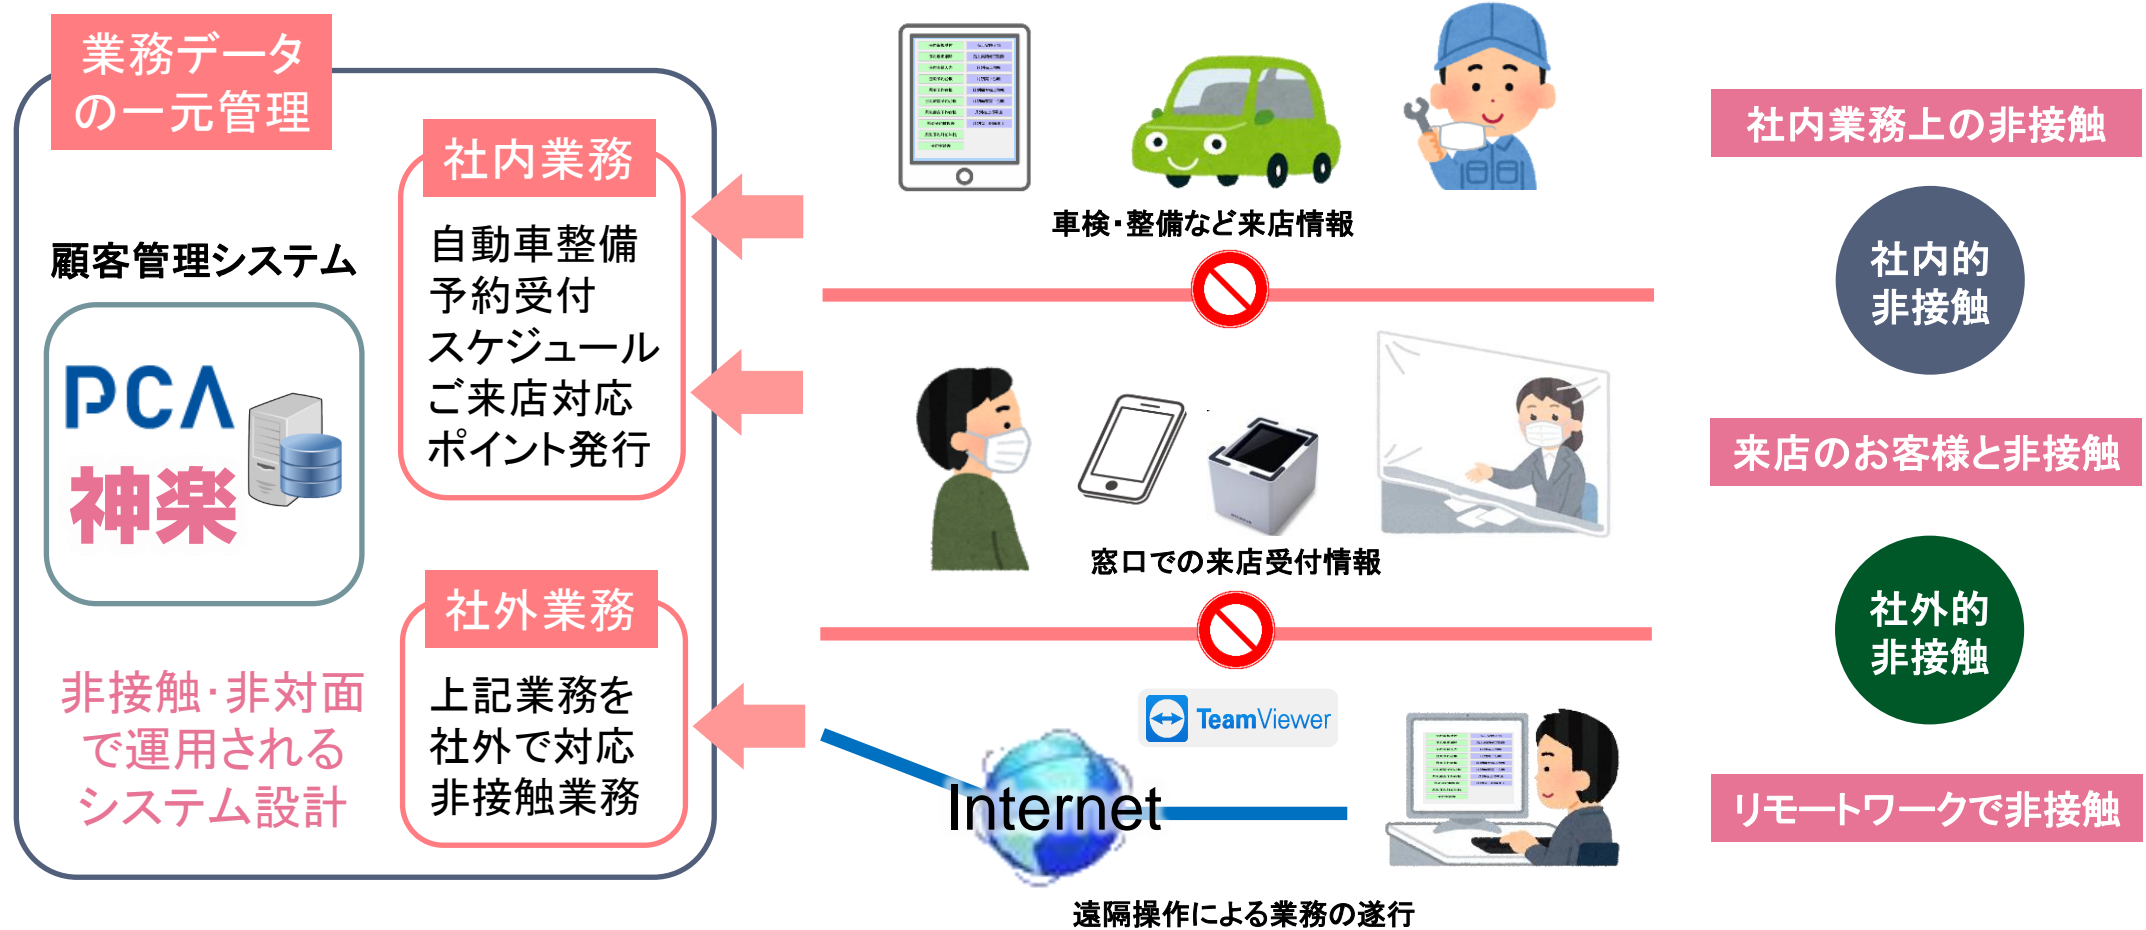 業務データ
の一元管理
顧客管理システム
PCA
神楽
非接触・非対面
で運用される
システム設計
社内業務
自動車整備
予約受付
スケジュール
ご来店対応
ポイント発行
社外業務
上記業務を
社外で対応
非接触業務
車検・整備など来店情報
窓口での来店受付情報
TeamViewer
Internet
遠隔操作による業務の遂行
社内業務上の非接触
社内的
非接触
来店のお客様と非接触
社外的
非接触
リモートワークで非接触